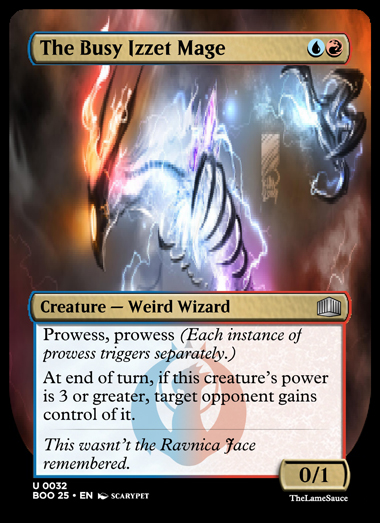 The Busy Izzet Mage
Creature — Weird Wizard
Prowess, prowess (Each instance of
prowess triggers separately.)
At end of turn, if this creature's power
is 3 or greater, target opponent gains
control of it.
This wasnt't the Ravnica Jace
remembered.
0/1
U 0032
BOO 25 • EN SCARYPET
TheLameSauce